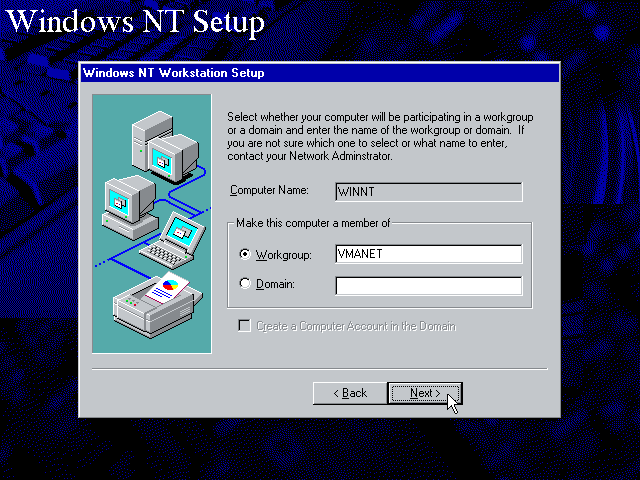 Windows NT Setup
Windows NT Workstation Setup
Select whether your computer will be participating in a workgroup
or a domain and enter the name of the workgroup or domain. If
you are not sure which one to select or what name to enter,
contact your Network Adminstrator.
Computer Name: WINNT
Make this computer a member of
Workgroup: VMANET
Domain:
Create a Computer Account in the Domain
< Back Next >